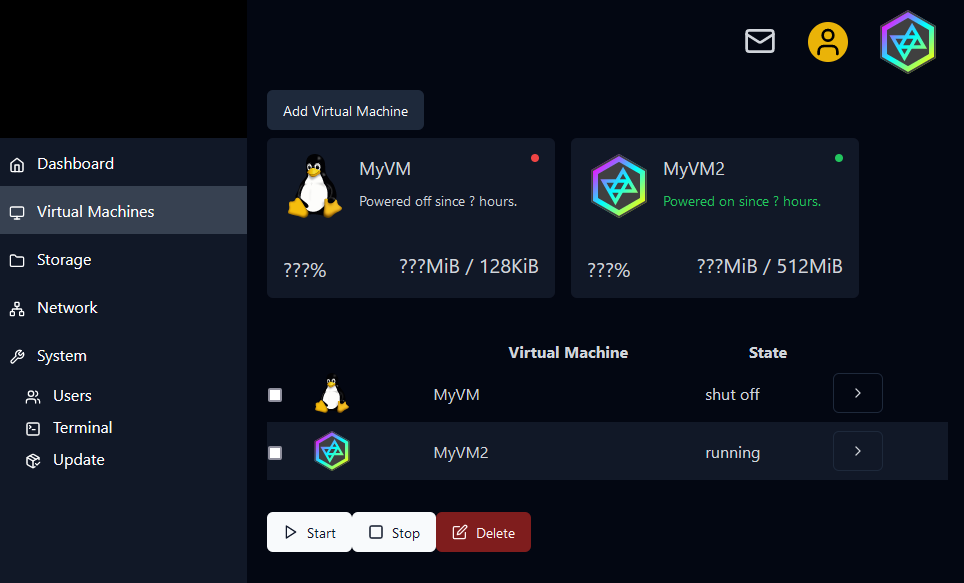 Add Virtual Machine
Dashboard
Virtual Machines
Storage
Network
System
Users
Terminal
Update
MyVM
Powered off since ? hours.
???%
???MiB / 128KiB
MyVM2
Powered on since ? hours.
???%
???MiB / 512MiB
Virtual Machine State
MyVM shut off
MyVM2 running
Start Stop Delete